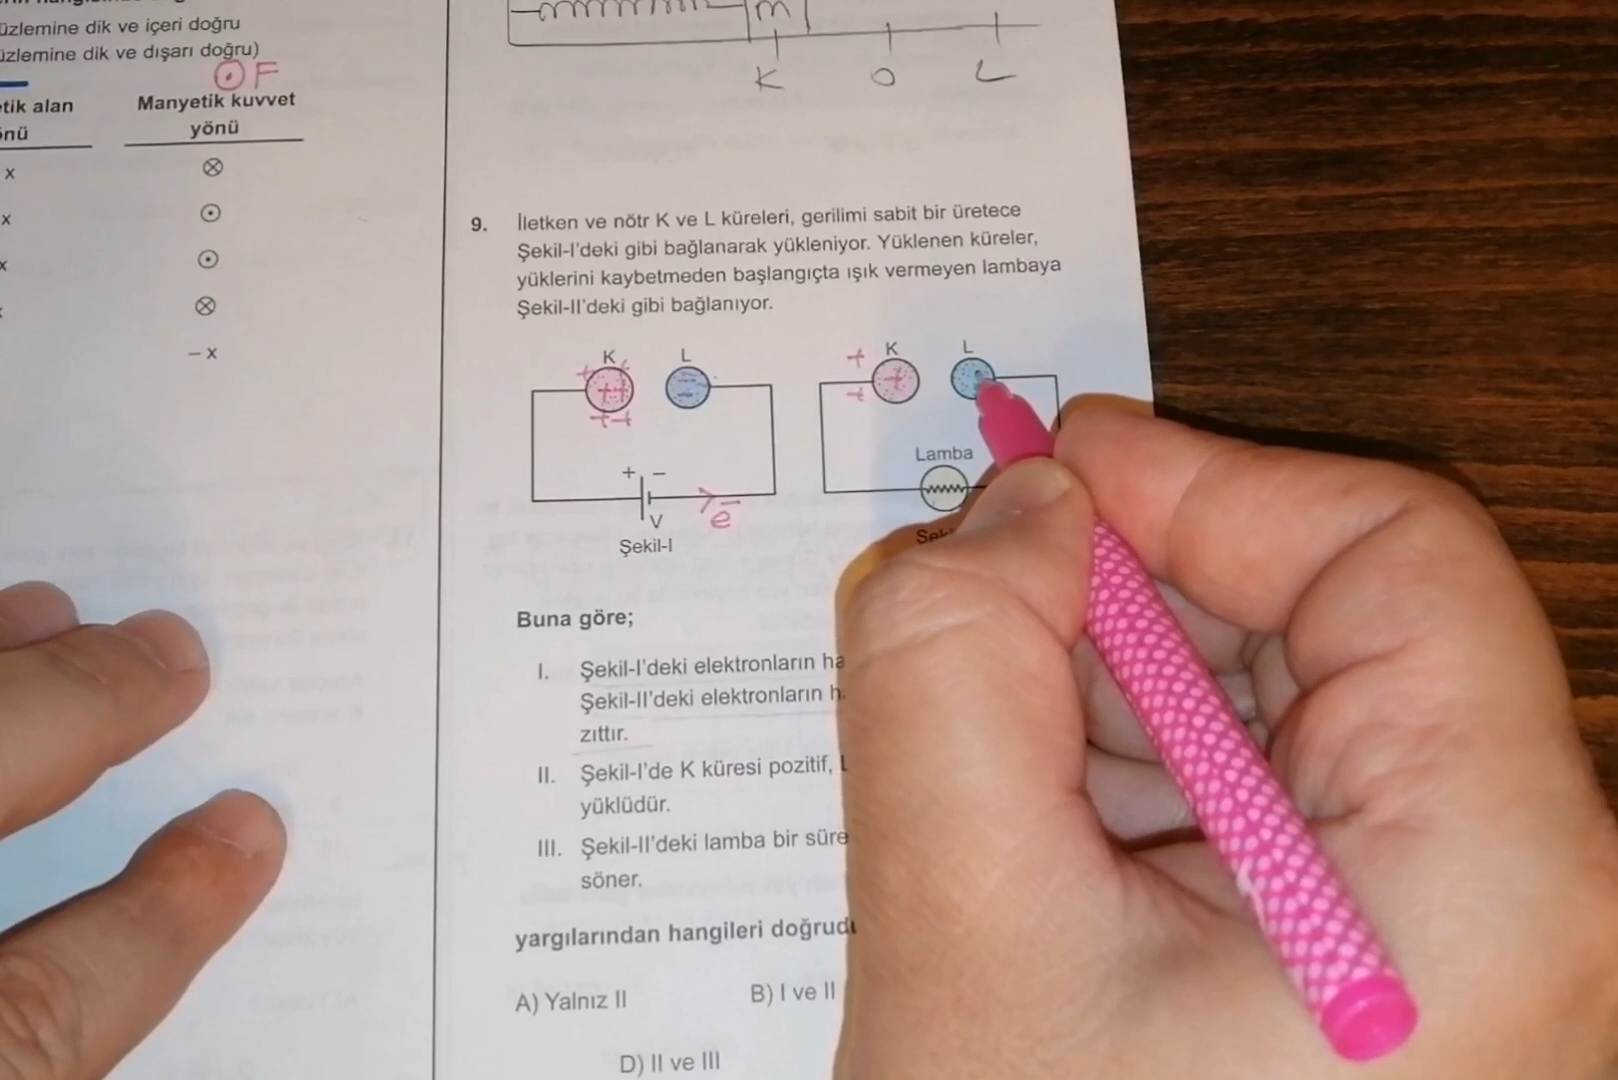 üzlemine dik ve içeri doğru
üzlemine dik ve dışarı doğru)
F
tik alan
Manyetik kuvvet
yönü
x
x
x
− x
m
K O L
9. İletken ve nötr K ve L küreleri, gerilimi sabit bir üretece
Şekil-I'deki gibi bağlanarak yükleniyor. Yüklenen küreler,
yüklerini kaybetmeden başlangıçta ışık vermeyen lambaya
Şekil-II'deki gibi bağlanıyor.
K L
+ −
V
e
Şekil-I
K L
Lamba
Buna göre;
I. Şekil-I'deki elektronların ha
Şekil-II'deki elektronların h
zıttır.
II. Şekil-I'de K küresi pozitif, L
yüklüdür.
III. Şekil-II'deki lamba bir süre
söner.
yargılarından hangileri doğrudu
A) Yalnız II B) I ve II
D) II ve III